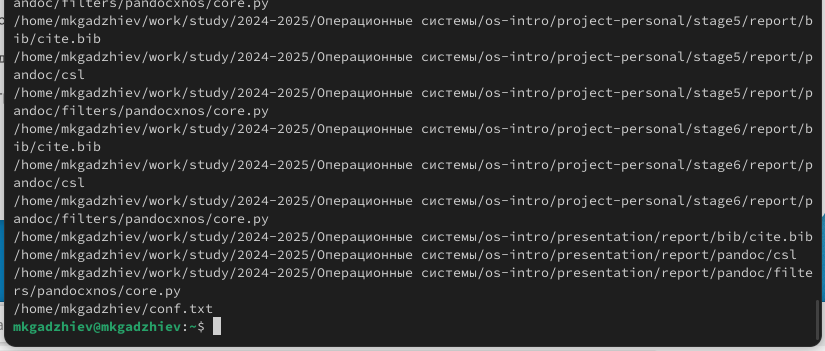 andoc/filters/pandocxnos/core.py
/home/mkgadzhiev/work/study/2024-2025/Операционные системы/os-intro/project-personal/stage5/report/b
ib/cite.bib
/home/mkgadzhiev/work/study/2024-2025/Операционные системы/os-intro/project-personal/stage5/report/p
andoc/csl
/home/mkgadzhiev/work/study/2024-2025/Операционные системы/os-intro/project-personal/stage5/report/p
andoc/filters/pandocxnos/core.py
/home/mkgadzhiev/work/study/2024-2025/Операционные системы/os-intro/project-personal/stage6/report/b
ib/cite.bib
/home/mkgadzhiev/work/study/2024-2025/Операционные системы/os-intro/project-personal/stage6/report/p
andoc/csl
/home/mkgadzhiev/work/study/2024-2025/Операционные системы/os-intro/project-personal/stage6/report/p
andoc/filters/pandocxnos/core.py
/home/mkgadzhiev/work/study/2024-2025/Операционные системы/os-intro/presentation/report/bib/cite.bib
/home/mkgadzhiev/work/study/2024-2025/Операционные системы/os-intro/presentation/report/pandoc/csl
/home/mkgadzhiev/work/study/2024-2025/Операционные системы/os-intro/presentation/report/pandoc/filte
rs/pandocxnos/core.py
/home/mkgadzhiev/conf.txt
mkgadzhiev@mkgadzhiev:~$